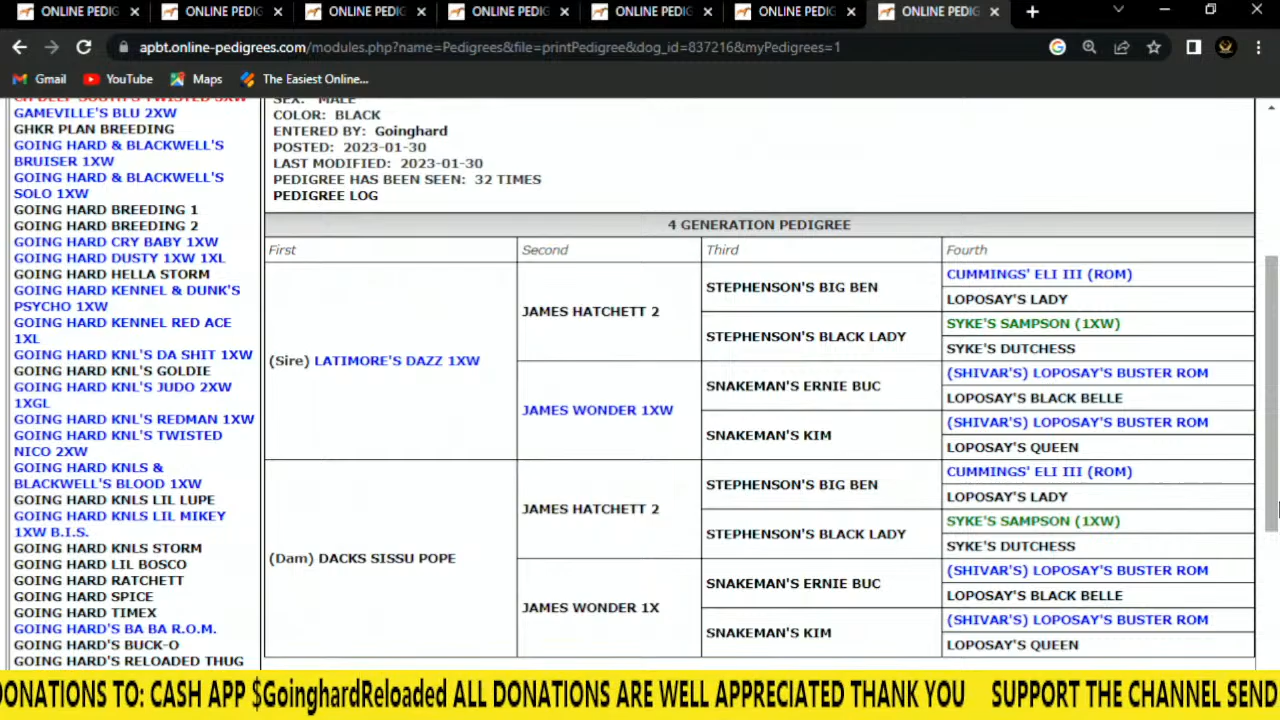 ONLINE PEDIG ONLINE PEDIG ONLINE PEDIG ONLINE PEDIG ONLINE PEDIG ONLINE PEDIG ONLINE PEDIG
apbt.online-pedigrees.com/modules.php?name=Pedigrees&file=printPedigree&dog_id=837216&myPedigrees=1
Gmail YouTube Maps The Easiest Online...
GAMEVILLE'S BLU 2XW
GHKR PLAN BREEDING
GOING HARD & BLACKWELL'S
BRUISER 1XW
GOING HARD & BLACKWELL'S
SOLO 1XW
GOING HARD BREEDING 1
GOING HARD BREEDING 2
GOING HARD CRY BABY 1XW
GOING HARD DUSTY 1XW 1XL
GOING HARD HELLA STORM
GOING HARD KENNEL & DUNK'S
PSYCHO 1XW
GOING HARD KENNEL RED ACE
1XL
GOING HARD KNL'S DA SHIT 1XW
GOING HARD KNL'S GOLDIE
GOING HARD KNL'S JUDO 2XW
1XGL
GOING HARD KNL'S REDMAN 1XW
GOING HARD KNL'S TWISTED
NICO 2XW
GOING HARD KNLS &
BLACKWELL'S BLOOD 1XW
GOING HARD KNLS LIL LUPE
GOING HARD KNLS LIL MIKEY
1XW B.I.S.
GOING HARD KNLS STORM
GOING HARD LIL BOSCO
GOING HARD RATCHETT
GOING HARD SPICE
GOING HARD TIMEX
GOING HARD'S BA BA R.O.M.
GOING HARD'S BUCK-O
GOING HARD'S RELOADED THUG
SEX: MALE
COLOR: BLACK
ENTERED BY: Goinghard
POSTED: 2023-01-30
LAST MODIFIED: 2023-01-30
PEDIGREE HAS BEEN SEEN: 32 TIMES
PEDIGREE LOG
4 GENERATION PEDIGREE
First Second Third Fourth
(Sire) LATIMORE'S DAZZ 1XW
JAMES HATCHETT 2
STEPHENSON'S BIG BEN
CUMMINGS' ELI III (ROM)
LOPOSAY'S LADY
STEPHENSON'S BLACK LADY
SYKE'S SAMPSON (1XW)
SYKE'S DUTCHESS
JAMES WONDER 1XW
SNAKEMAN'S ERNIE BUC
(SHIVAR'S) LOPOSAY'S BUSTER ROM
LOPOSAY'S BLACK BELLE
SNAKEMAN'S KIM
(SHIVAR'S) LOPOSAY'S BUSTER ROM
LOPOSAY'S QUEEN
(Dam) DACKS SISSU POPE
JAMES HATCHETT 2
STEPHENSON'S BIG BEN
CUMMINGS' ELI III (ROM)
LOPOSAY'S LADY
STEPHENSON'S BLACK LADY
SYKE'S SAMPSON (1XW)
SYKE'S DUTCHESS
JAMES WONDER 1X
SNAKEMAN'S ERNIE BUC
(SHIVAR'S) LOPOSAY'S BUSTER ROM
LOPOSAY'S BLACK BELLE
SNAKEMAN'S KIM
(SHIVAR'S) LOPOSAY'S BUSTER ROM
LOPOSAY'S QUEEN
DONATIONS TO: CASH APP $GoinghardReloaded ALL DONATIONS ARE WELL APPRECIATED THANK YOU SUPPORT THE CHANNEL SEND